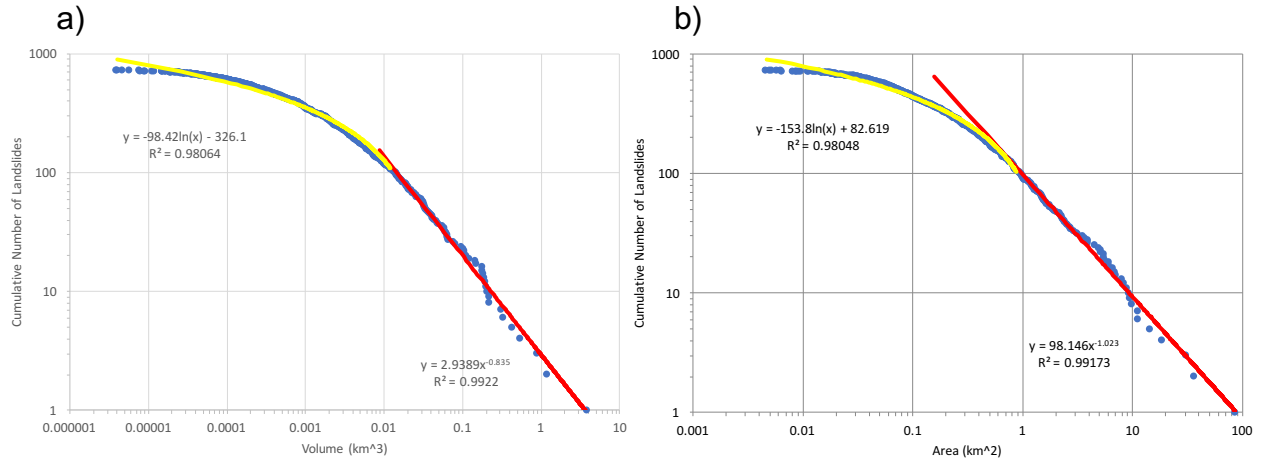 a)
1000
100
10
1
Cumulative Number of Landslides
y = -98.42ln(x) - 326.1
R² = 0.98064
y = 2.9389x^-0.835
R² = 0.9922
0.000001 0.00001 0.0001 0.001 0.01 0.1 1 10
Volume (km^3)
b)
1000
100
10
1
Cumulative Number of Landslides
y = -153.8ln(x) + 82.619
R² = 0.98048
y = 98.146x^-1.023
R² = 0.99173
0.001 0.01 0.1 1 10 100
Area (km^2)